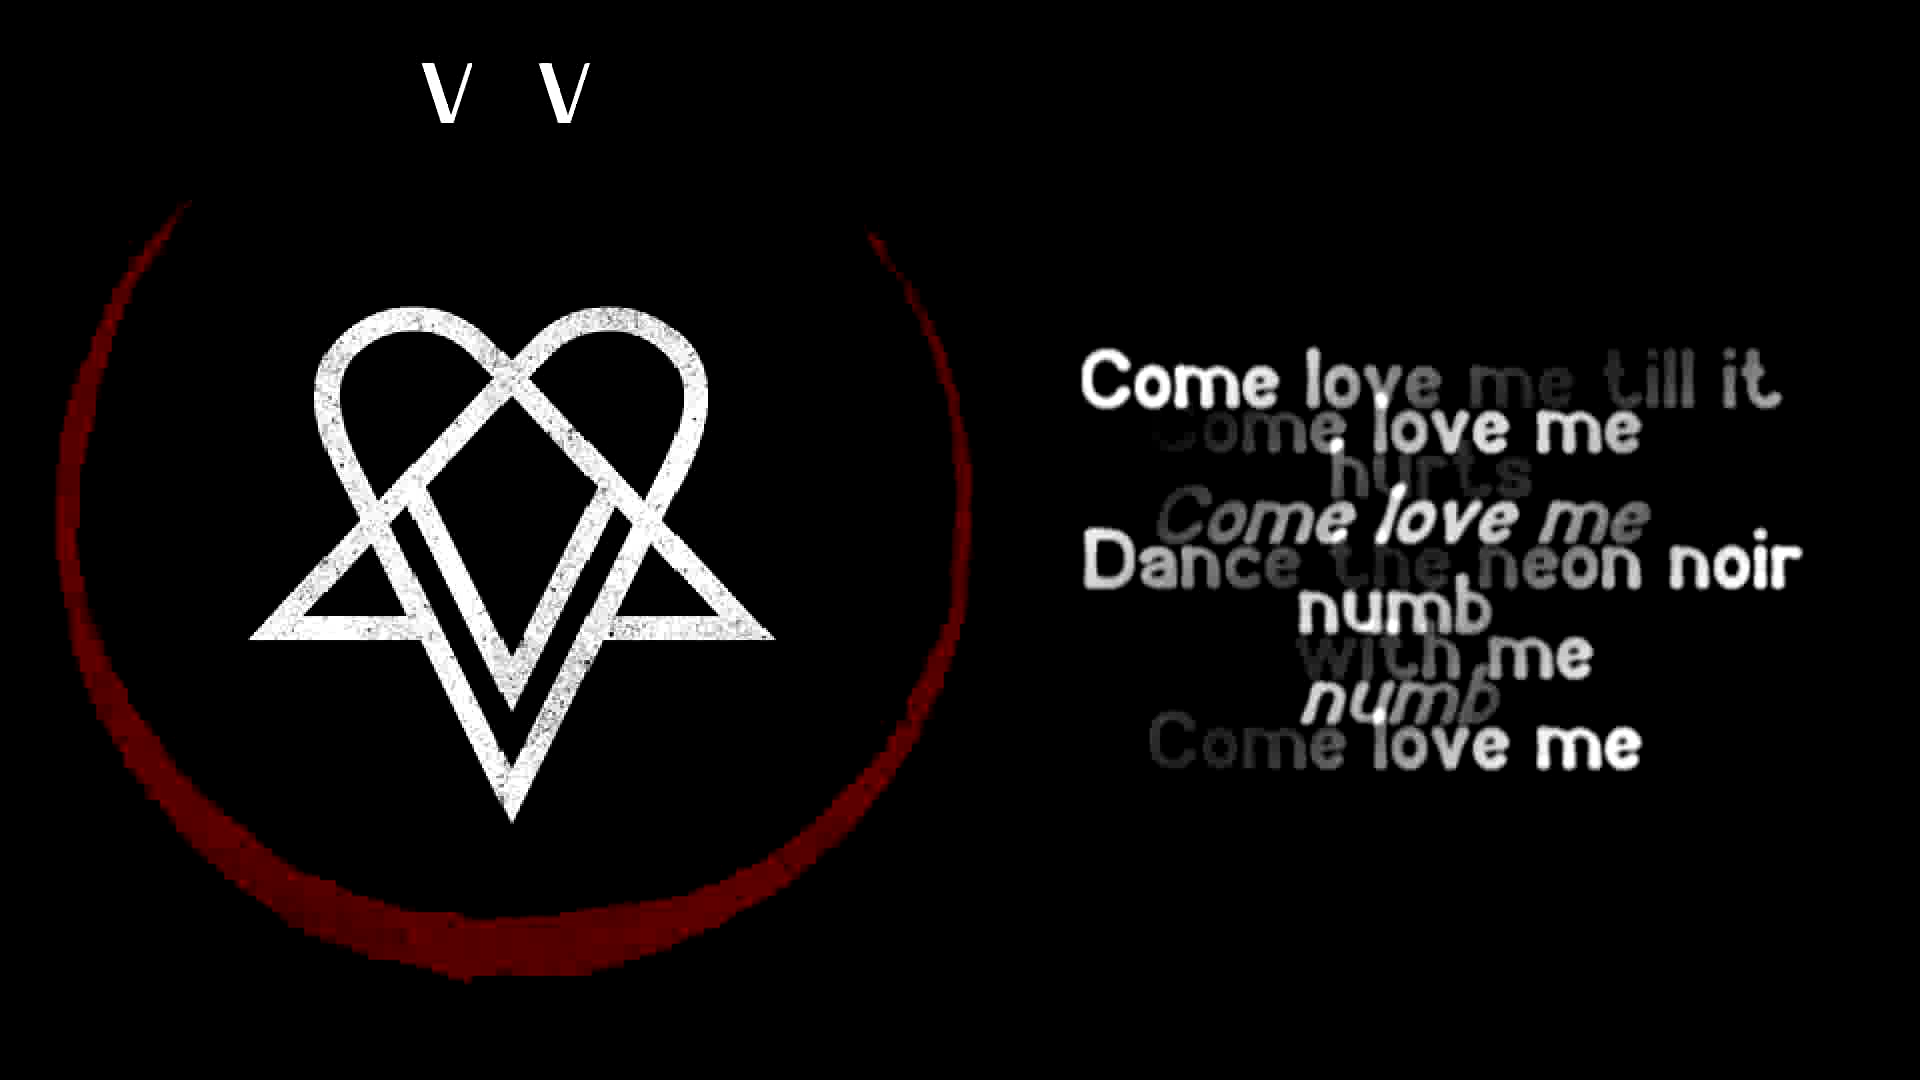 V V
Come love me till it
Come love me
hurts
Come love me
Dance the neon noir
numb
with me
numb
Come love me